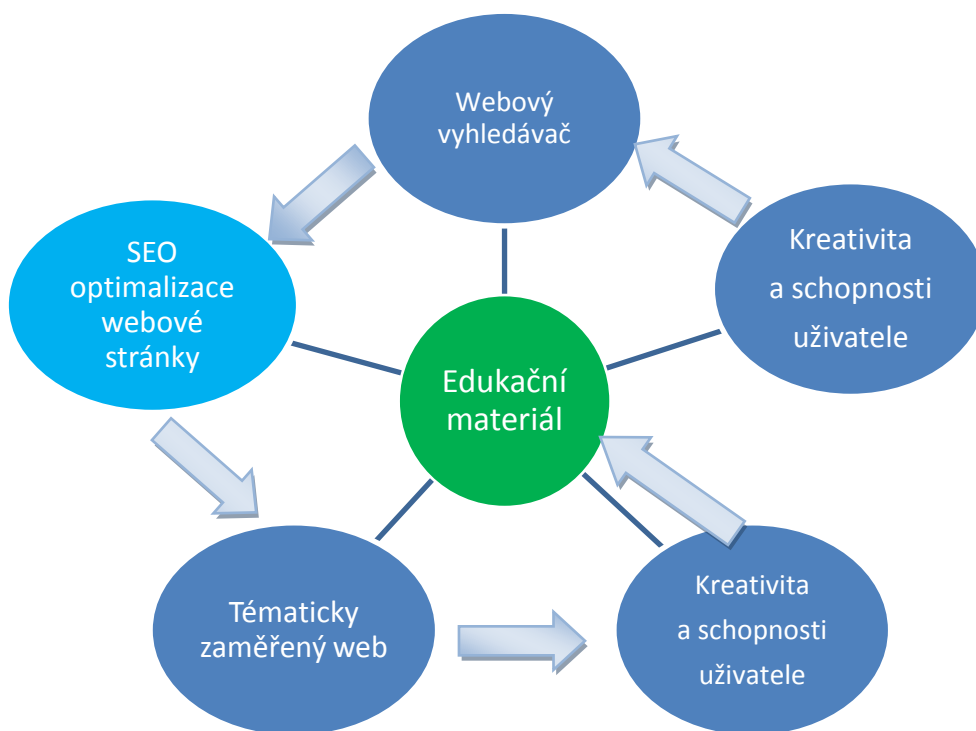 Webový
vyhledávač
Kreativita
a schopnosti
uživatele
SEO
optimalizace
webové
stránky
Edukační
materiál
Tématicky
zaměřený web
Kreativita
a schopnosti
uživatele